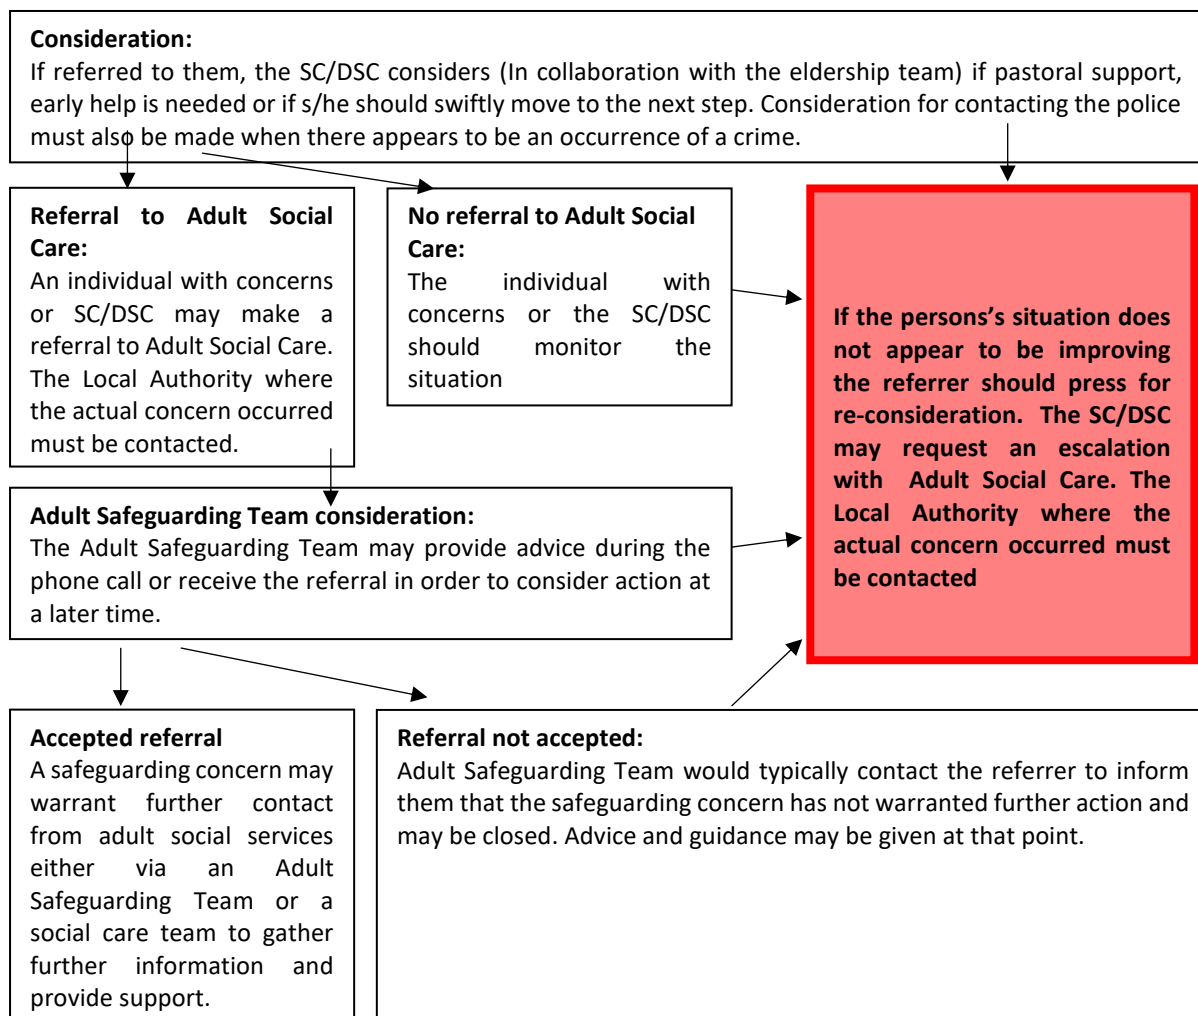 Consideration:
If referred to them, the SC/DSC considers (In collaboration with the eldership team) if pastoral support,
early help is needed or if s/he should swiftly move to the next step. Consideration for contacting the police
must also be made when there appears to be an occurrence of a crime.
Referral to Adult Social
Care:
An individual with concerns
or SC/DSC may make a
referral to Adult Social Care.
The Local Authority where
the actual concern occurred
must be contacted.
No referral to Adult Social
Care:
The individual with
concerns or the SC/DSC
should monitor the
situation
If the persons's situation does
not appear to be improving
the referrer should press for
re-consideration. The SC/DSC
may request an escalation
with Adult Social Care. The
Local Authority where the
actual concern occurred must
be contacted
Adult Safeguarding Team consideration:
The Adult Safeguarding Team may provide advice during the
phone call or receive the referral in order to consider action at
a later time.
Accepted referral
A safeguarding concern may
warrant further contact
from adult social services
either via an Adult
Safeguarding Team or a
social care team to gather
further information and
provide support.
Referral not accepted:
Adult Safeguarding Team would typically contact the referrer to inform
them that the safeguarding concern has not warranted further action and
may be closed. Advice and guidance may be given at that point.